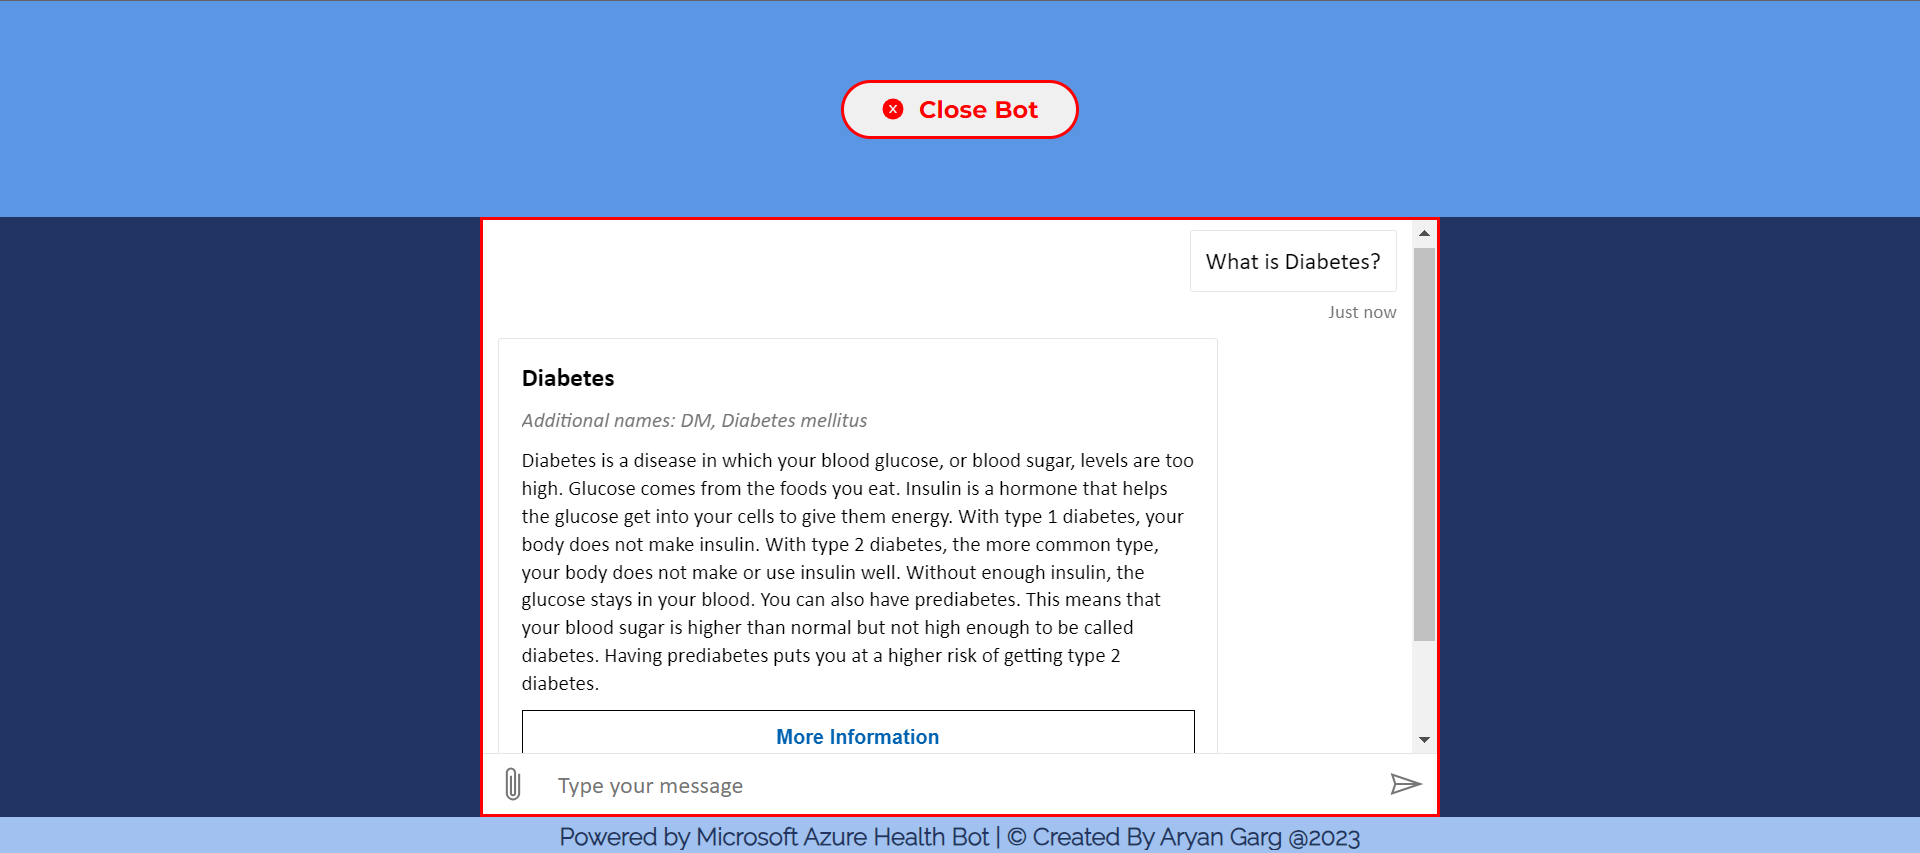 Close Bot
What is Diabetes?
Just now
Diabetes
Additional names: DM, Diabetes mellitus
Diabetes is a disease in which your blood glucose, or blood sugar, levels are too
high. Glucose comes from the foods you eat. Insulin is a hormone that helps
the glucose get into your cells to give them energy. With type 1 diabetes, your
body does not make insulin. With type 2 diabetes, the more common type,
your body does not make or use insulin well. Without enough insulin, the
glucose stays in your blood. You can also have prediabetes. This means that
your blood sugar is higher than normal but not high enough to be called
diabetes. Having prediabetes puts you at a higher risk of getting type 2
diabetes.
More Information
Type your message
Powered by Microsoft Azure Health Bot | © Created By Aryan Garg @2023